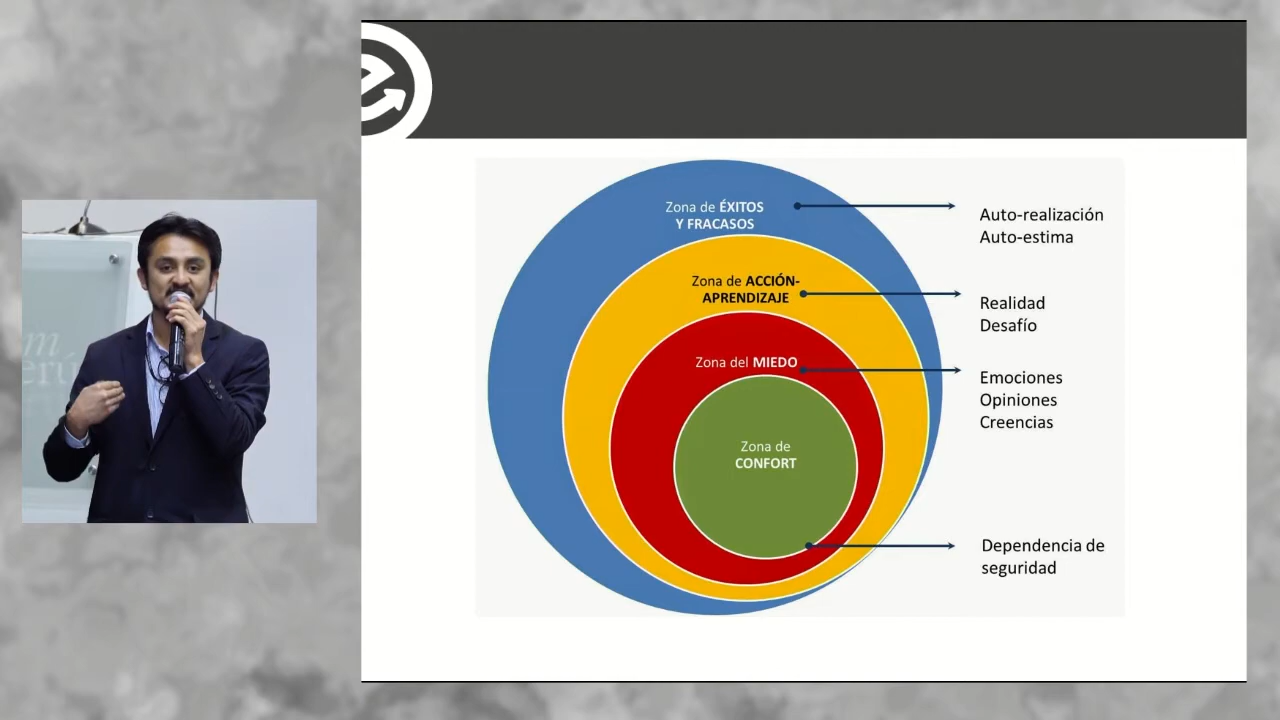 Zona de ÉXITOS
Y FRACASOS
Auto-realización
Auto-estima
Zona de ACCIÓN-
APRENDIZAJE
Realidad
Desafío
Zona del MIEDO
Emociones
Opiniones
Creencias
Zona de
CONFORT
Dependencia de
seguridad